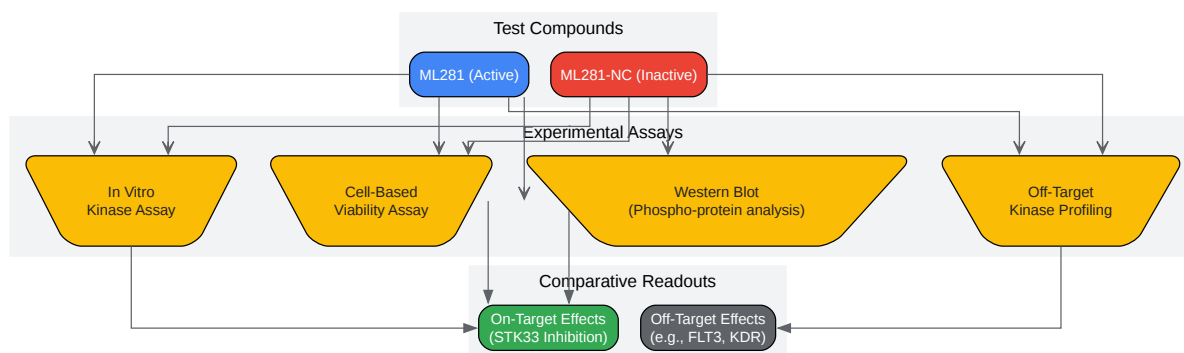 Test Compounds
ML281 (Active)
ML281-NC (Inactive)
Experimental Assays
In Vitro
Kinase Assay
Cell-Based
Viability Assay
Western Blot
(Phospho-protein analysis)
Off-Target
Kinase Profiling
Comparative Readouts
On-Target Effects
(STK33 Inhibition)
Off-Target Effects
(e.g., FLT3, KDR)